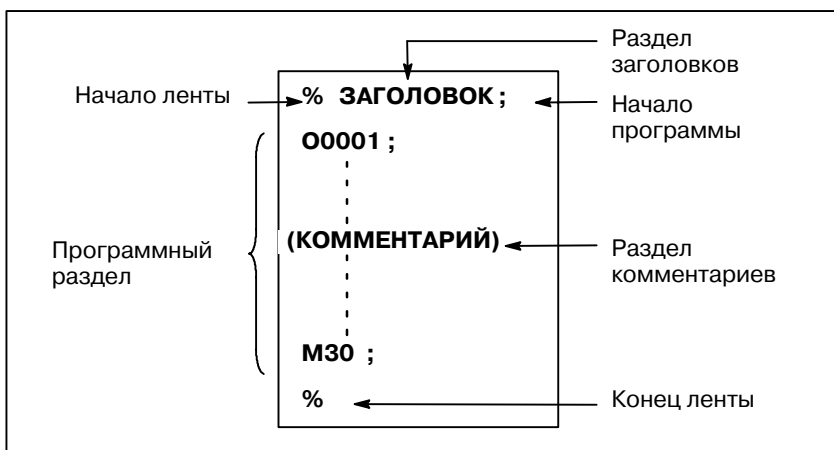 Раздел
заголовков
Начало ленты
% ЗАГОЛОВОК ;
Начало
программы
O0001 ;
Программный
раздел
(КОММЕНТАРИЙ)
Раздел
комментариев
M30 ;
%
Конец ленты